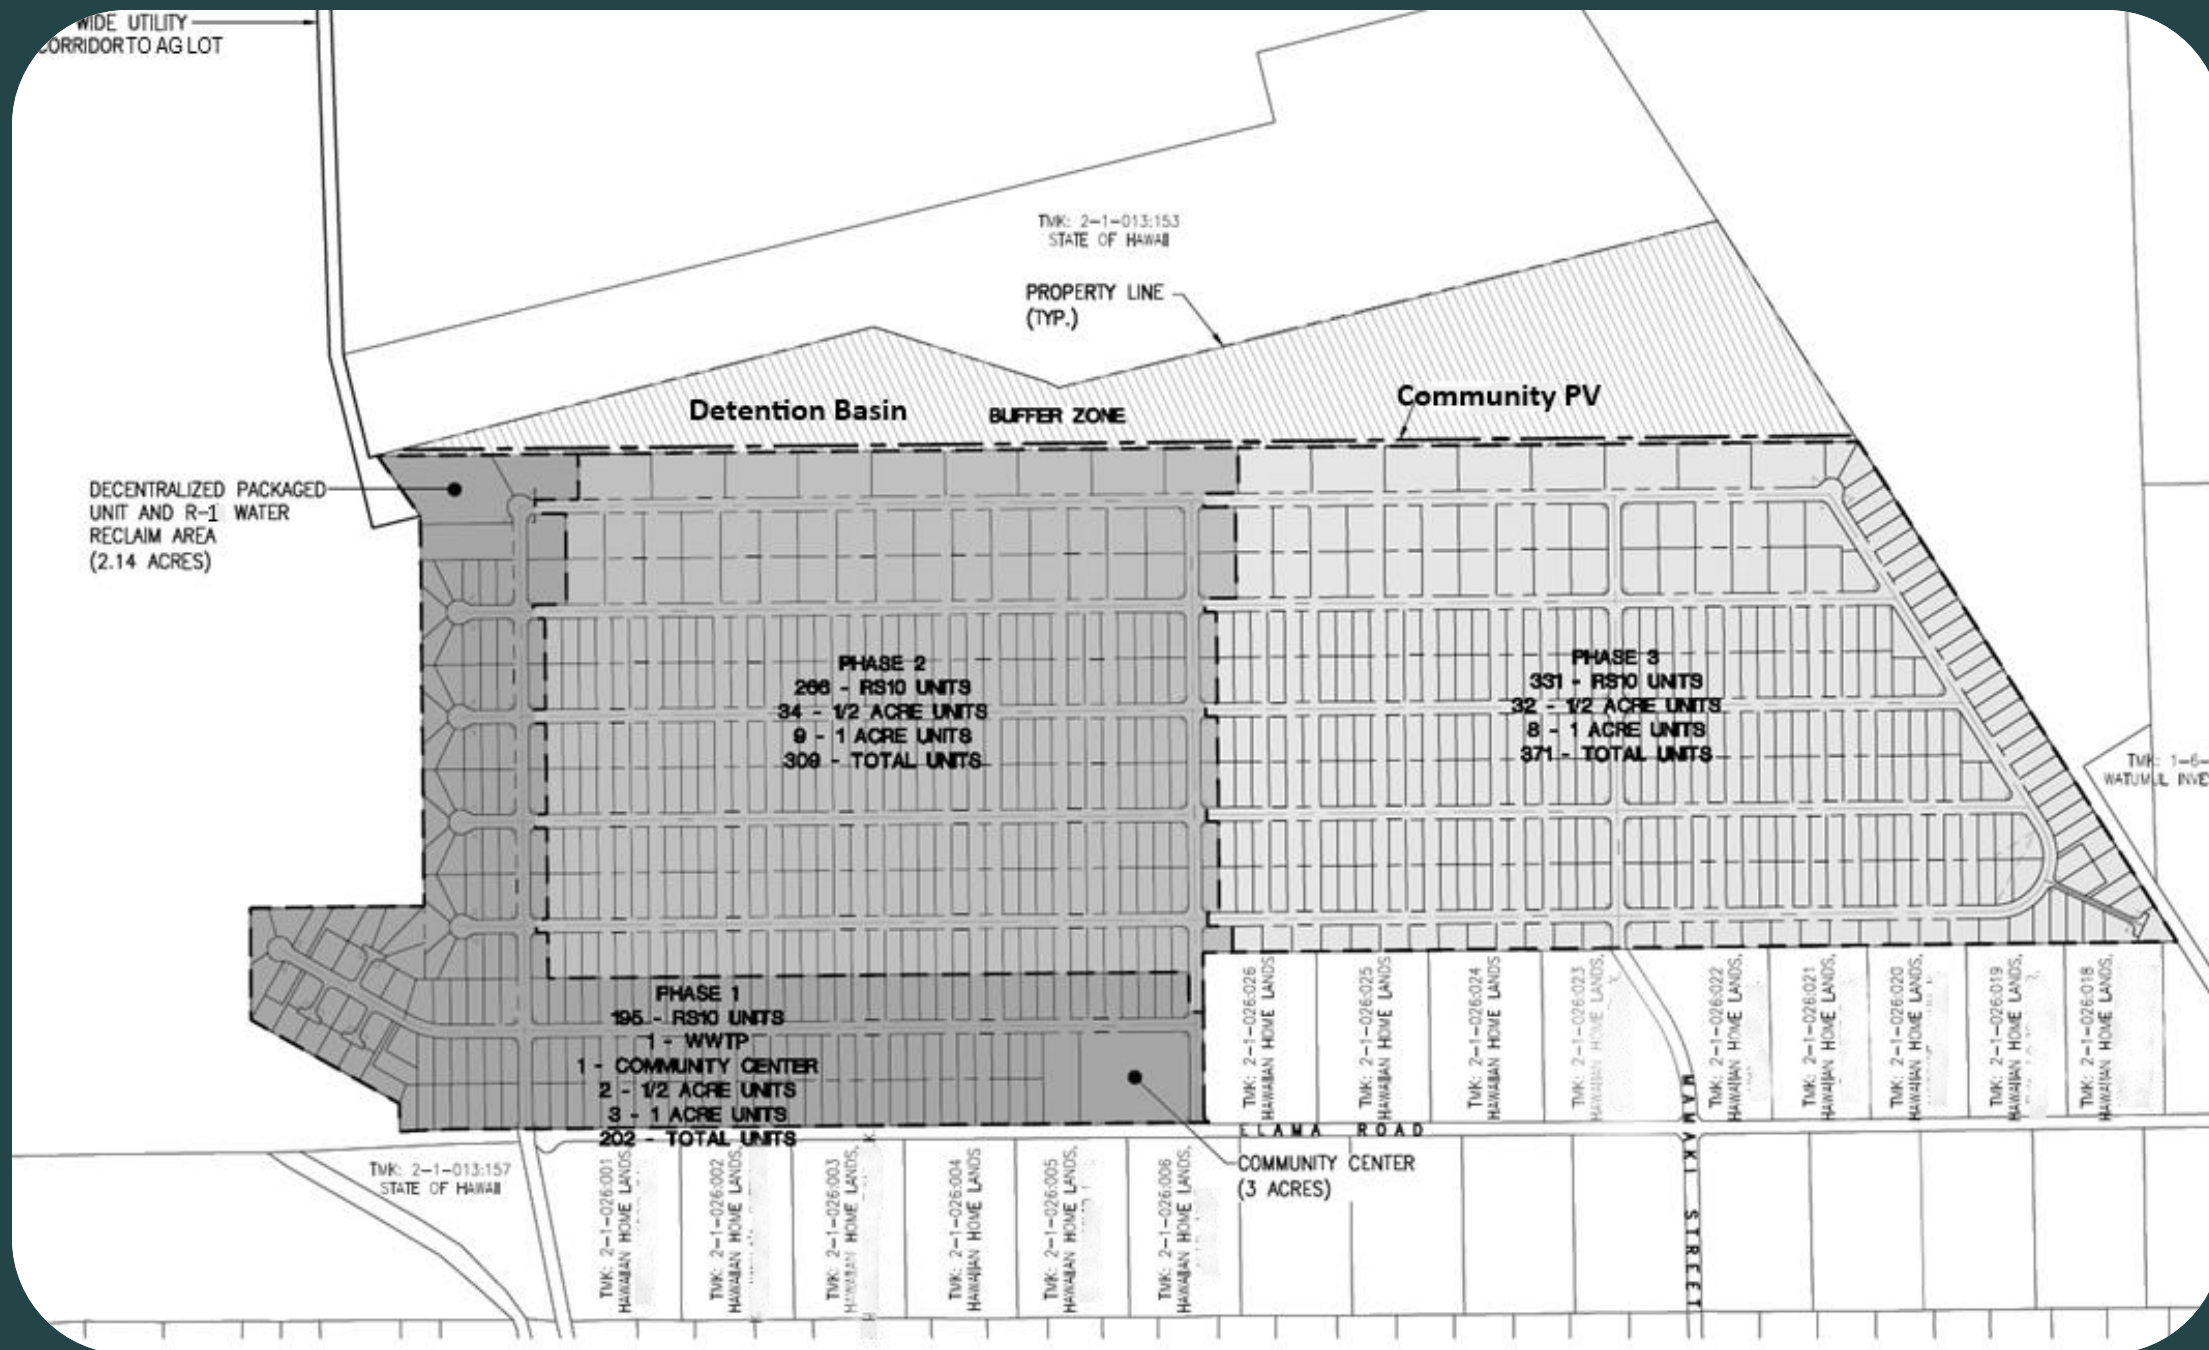 WIDE UTILITY
CORRIDOR TO AG LOT
TMK: 2-1-013:153
STATE OF HAWAII
PROPERTY LINE
(TYP.)
Detention Basin
BUFFER ZONE
Community PV
DECENTRALIZED PACKAGED
UNIT AND R-1 WATER
RECLAIM AREA
(2.14 ACRES)
PHASE 2
266 - RS10 UNITS
34 - 1/2 ACRE UNITS
9 - 1 ACRE UNITS
309 - TOTAL UNITS
PHASE 3
331 - RS10 UNITS
32 - 1/2 ACRE UNITS
8 - 1 ACRE UNITS
371 - TOTAL UNITS
TMK: 1-6-
WATUMUL INVE
PHASE 1
195 - RS10 UNITS
1 - WWTP
1 - COMMUNITY CENTER
2 - 1/2 ACRE UNITS
3 - 1 ACRE UNITS
202 - TOTAL UNITS
TMK: 2-1-026:026
HAWAIIAN HOME LANDS
TMK: 2-1-026:025
HAWAIIAN HOME LANDS
TMK: 2-1-026:024
HAWAIIAN HOME LANDS
TMK: 2-1-026:023
HAWAIIAN HOME LANDS,
TMK: 2-1-026:022
HAWAIIAN HOME LANDS,
TMK: 2-1-026:021
HAWAIIAN HOME LANDS,
TMK: 2-1-026:020
HAWAIIAN HOME LANDS,
TMK: 2-1-026:019
HAWAIIAN HOME LANDS,
TMK: 2-1-026:018
HAWAIIAN HOME LANDS,
ELAMA ROAD
MAMAKI STREET
COMMUNITY CENTER
(3 ACRES)
TMK: 2-1-013:157
STATE OF HAWAII
TMK: 2-1-026:001
HAWAIIAN HOME LANDS,
TMK: 2-1-026:002
HAWAIIAN HOME LANDS,
TMK: 2-1-026:003
HAWAIIAN HOME LANDS,
TMK: 2-1-026:004
HAWAIIAN HOME LANDS
TMK: 2-1-026:005
HAWAIIAN HOME LANDS,
TMK: 2-1-026:006
HAWAIIAN HOME LANDS,